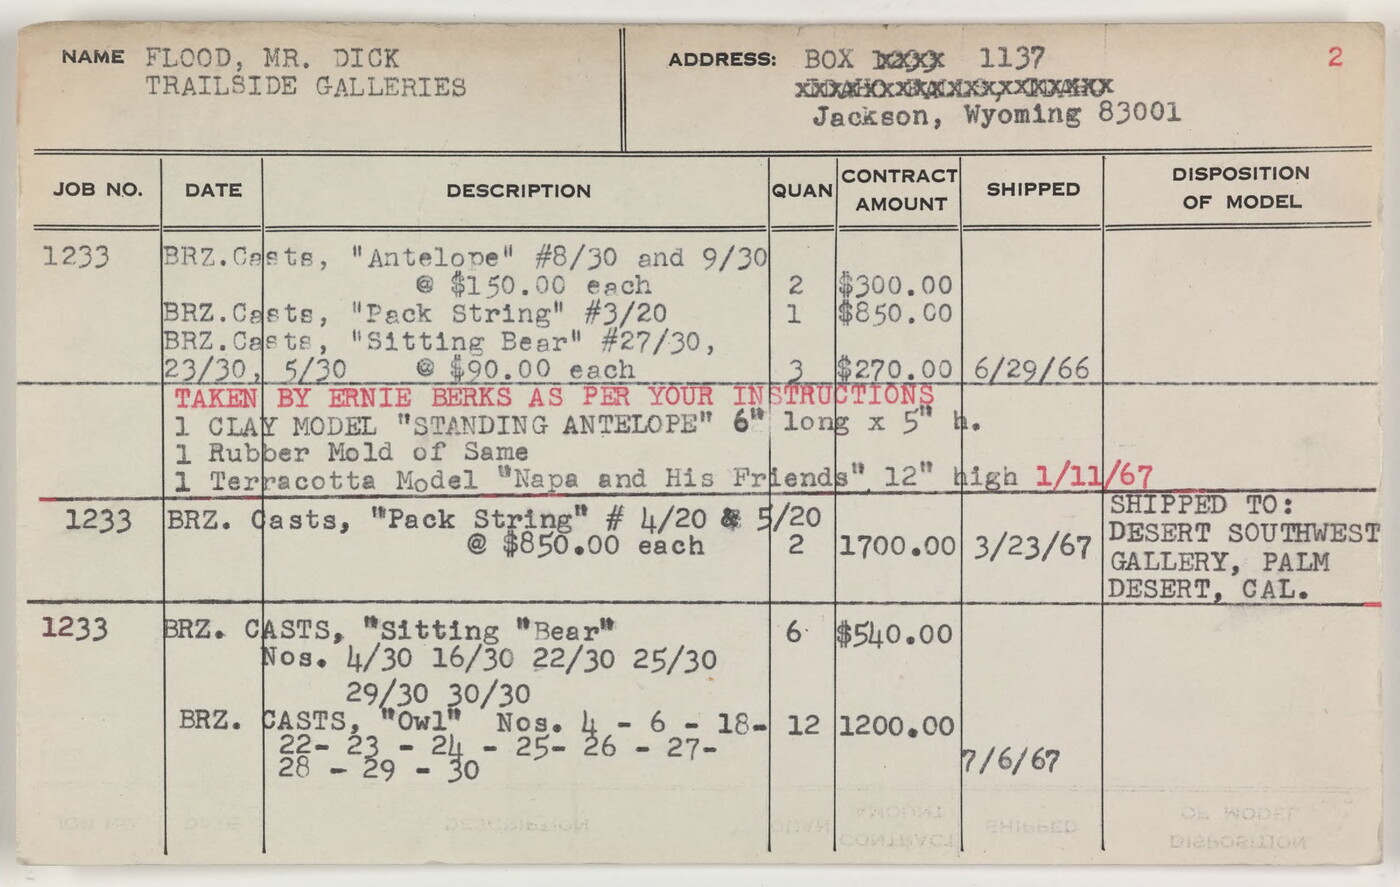 NAME FLOOD, MR. DICK
TRAILSIDE GALLERIES
ADDRESS: BOX 1137
Jackson, Wyoming 83001
2
JOB NO. DATE DESCRIPTION QUAN CONTRACT AMOUNT SHIPPED DISPOSITION OF MODEL
1233 BRZ.Casts, "Antelope" #8/30 and 9/30
@ $150.00 each 2 $300.00
BRZ.Casts, "Pack String" #3/20 1 $850.00
BRZ.Casts, "Sitting Bear" #27/30,
23/30, 5/30 @ $90.00 each 3 $270.00 6/29/66
TAKEN BY ERNIE BERKS AS PER YOUR INSTRUCTIONS
1 CLAY MODEL "STANDING ANTELOPE" 6" long x 5" h.
1 Rubber Mold of Same
1 Terracotta Model "Napa and His Friends" 12" high 1/11/67
1233 BRZ. Casts, "Pack String" # 4/20 & 5/20
@ $850.00 each 2 1700.00 3/23/67
SHIPPED TO:
DESERT SOUTHWEST
GALLERY, PALM
DESERT, CAL.
1233 BRZ. CASTS, "Sitting "Bear" 6 $540.00
Nos. 4/30 16/30 22/30 25/30
29/30 30/30
BRZ. CASTS, "Owl" Nos. 4 - 6 - 18- 12 1200.00
22- 23 - 24 - 25- 26 - 27-
28 - 29 - 30
7/6/67